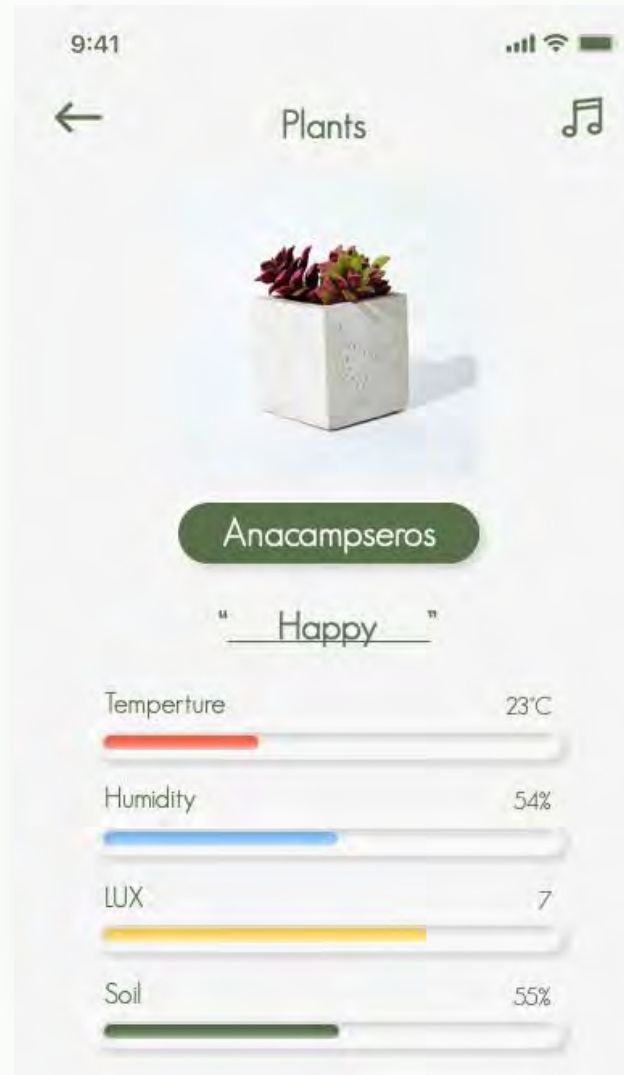 9:41
Plants
Anacampseros
“ Happy ”
Temperture 23°C
Humidity 54%
LUX 7
Soil 55%